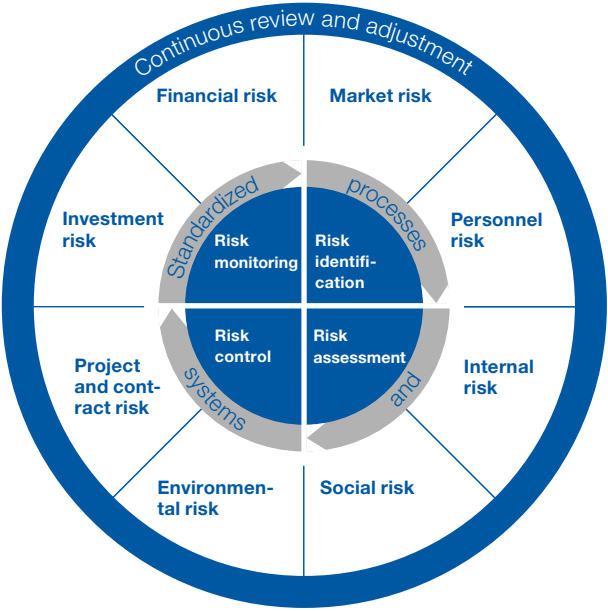 Continuous review and adjustment
Financial risk
Market risk
Investment
risk
Personnel
risk
Standardized
processes
Risk
monitoring
Risk
identifi-
cation
Risk
control
Risk
assessment
systems
and
Project
and cont-
ract risk
Internal
risk
Environmen-
tal risk
Social risk